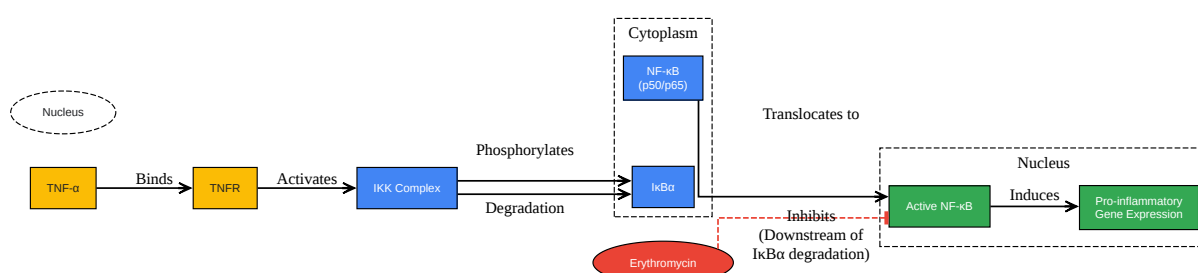 Cytoplasm
NF-κB
(p50/p65)
Nucleus
Translocates to
Phosphorylates
Nucleus
TNF-α
Binds
TNFR
Activates
IKK Complex
IκBα
Degradation
Active NF-κB
Induces
Pro-inflammatory
Gene Expression
Inhibits
(Downstream of
IκBα degradation)
Erythromycin